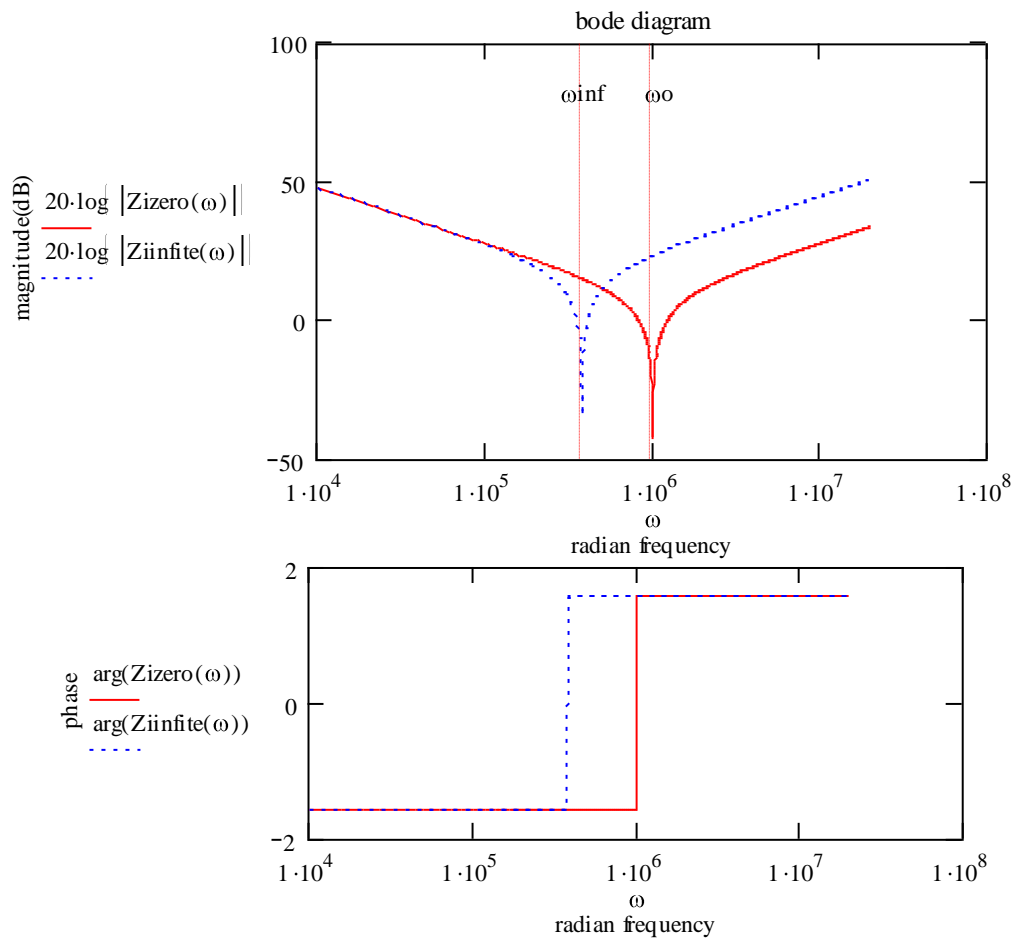 bode diagram
100
50
0
−50
ωinf
ωo
magnitude(dB)
20·log( |Zizero(ω)|
20·log( |Ziinfite(ω)|
1·10^4
1·10^5
1·10^6
1·10^7
1·10^8
ω
radian frequency
2
0
−2
phase
arg(Zizero(ω))
arg(Ziinfite(ω))
1·10^4
1·10^5
1·10^6
1·10^7
1·10^8
ω
radian frequency